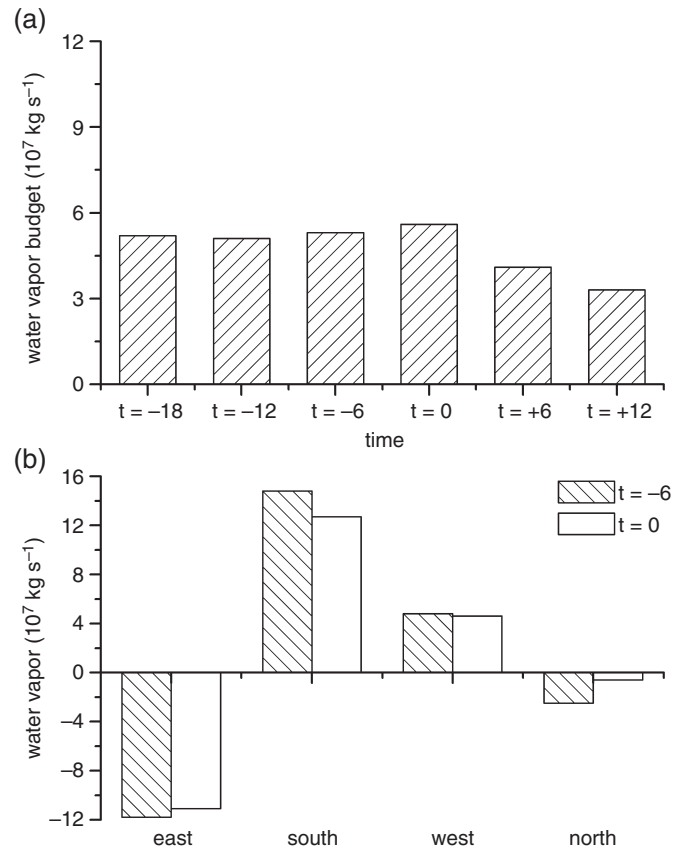 (a)
water vapor budget (10⁷ kg s⁻¹)
12
9
6
3
0
t = −18 t = −12 t = −6 t = 0 t = +6 t = +12
time
(b)
water vapor (10⁷ kg s⁻¹)
16
12
8
4
0
−4
−8
−12
t = −6
t = 0
east south west north